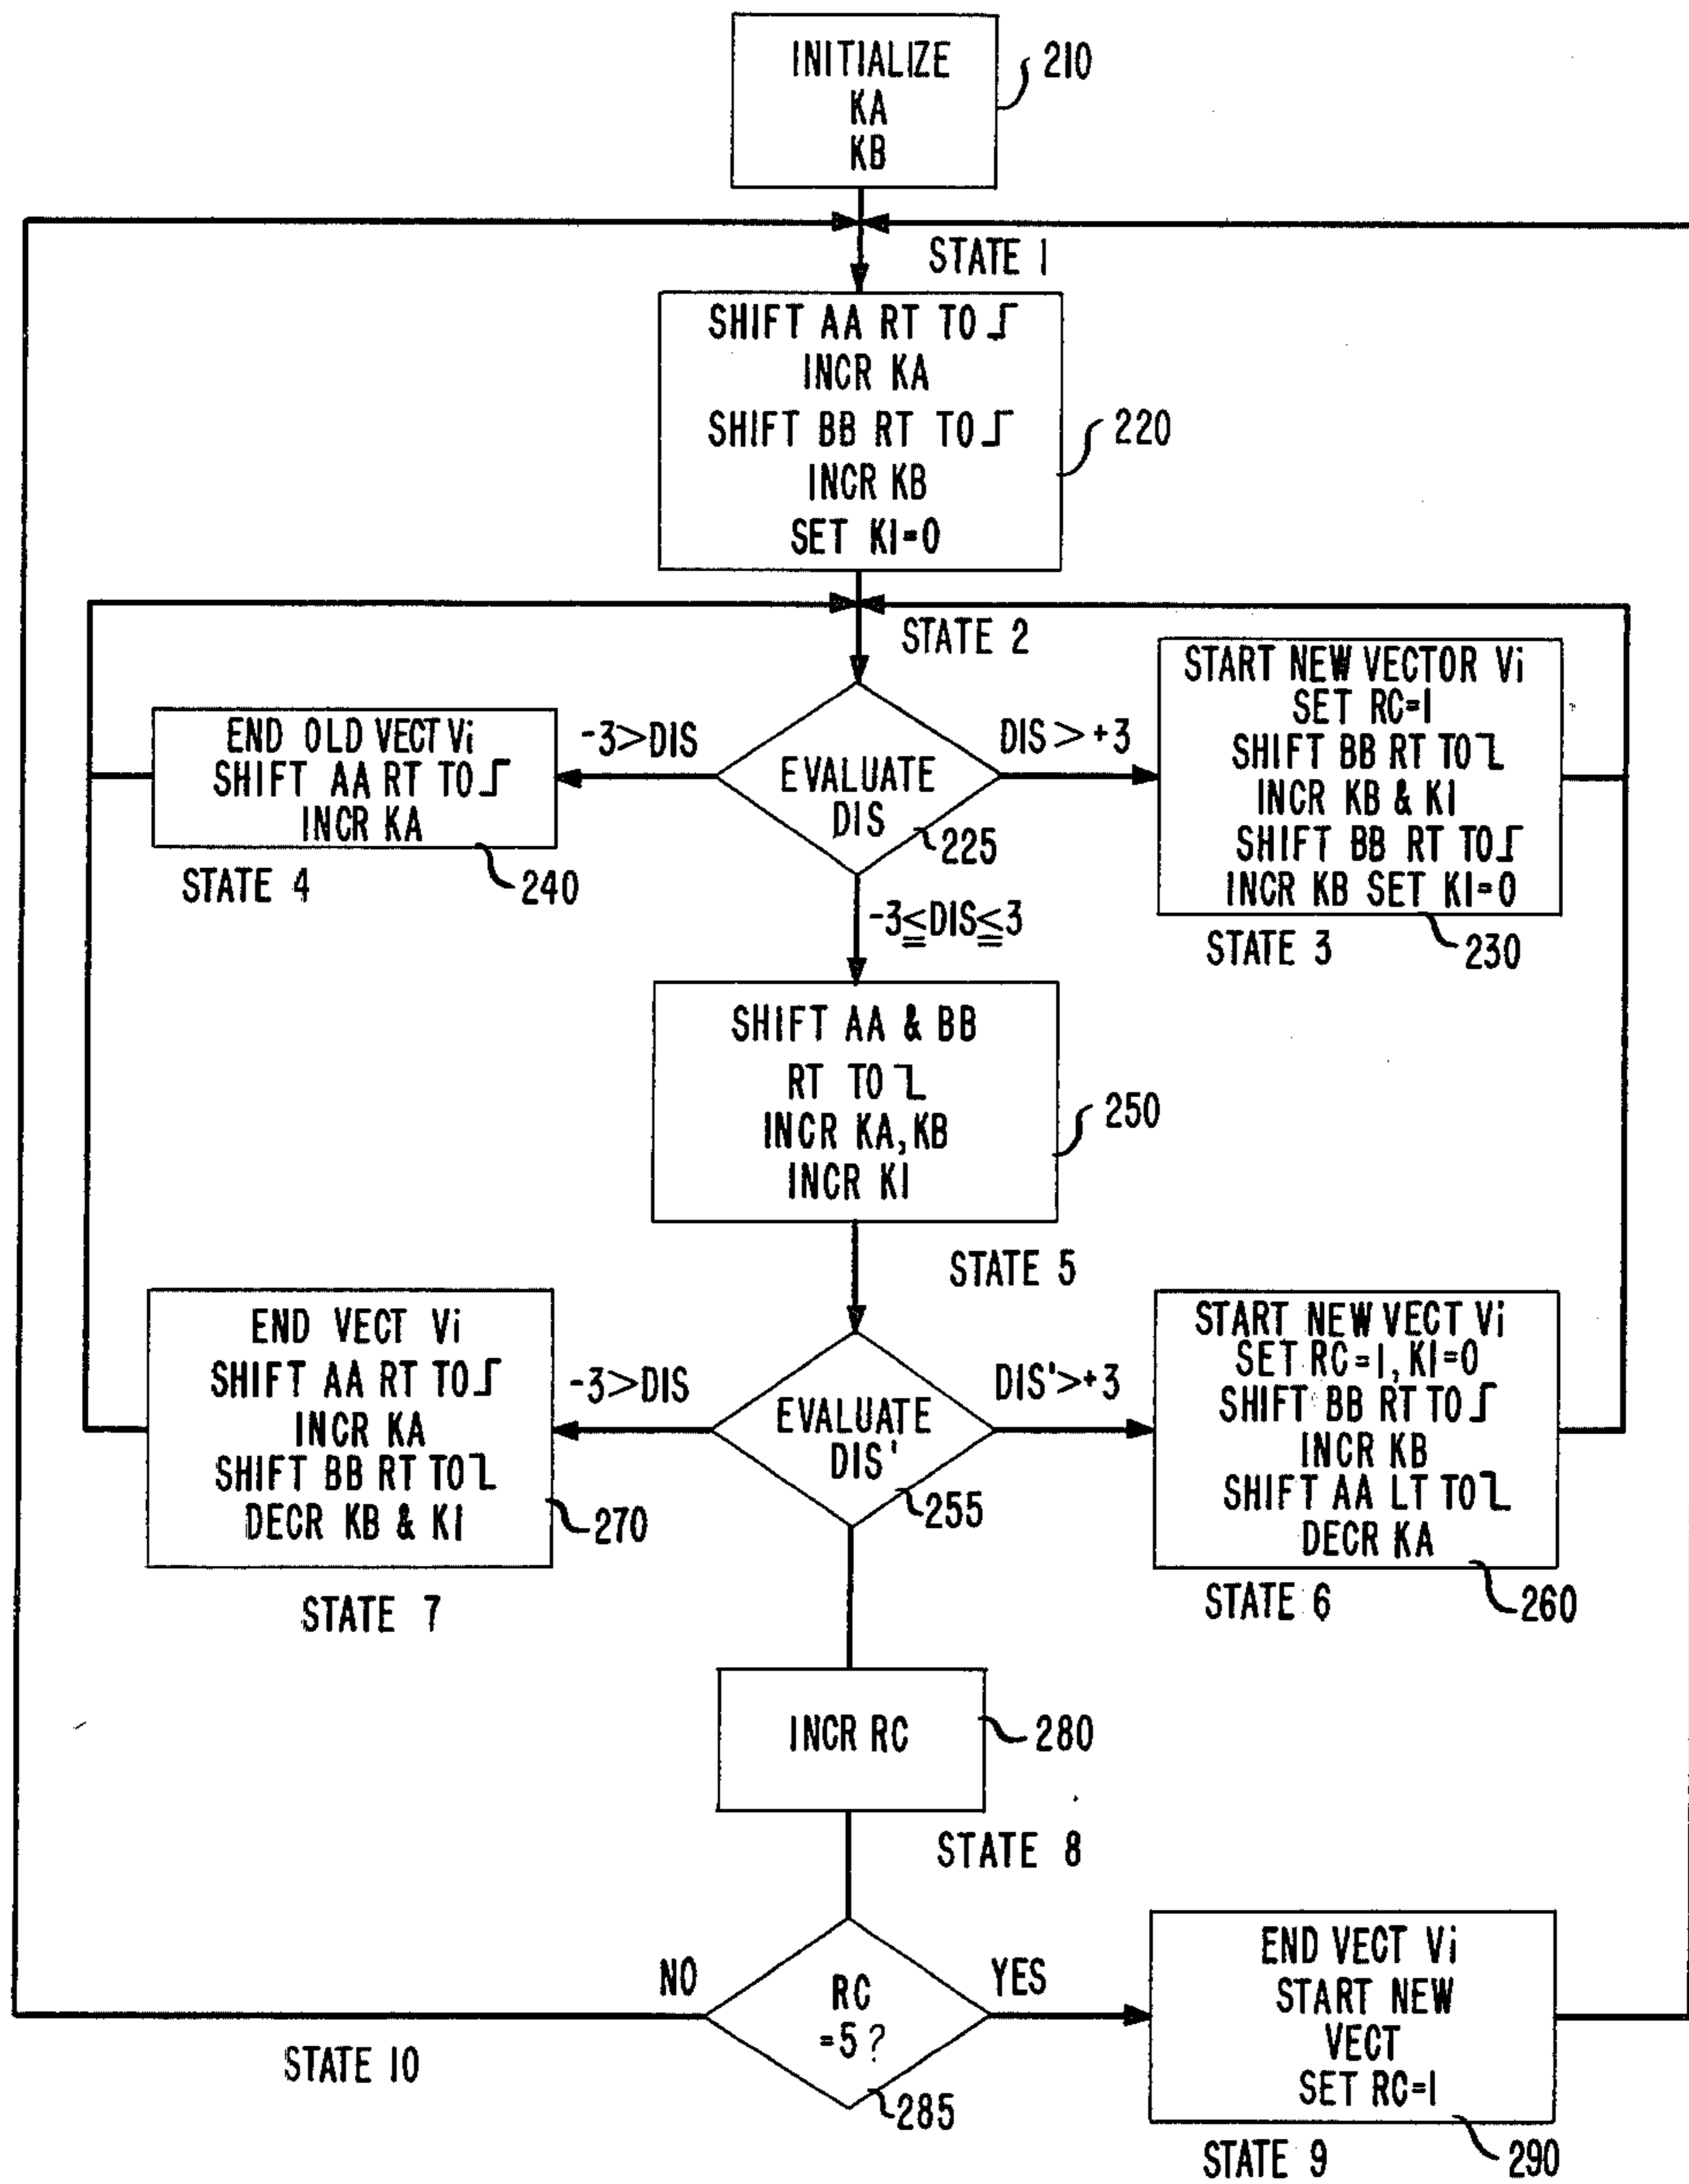 INITIALIZE
KA
KB
210
STATE 1
SHIFT AA RT TO
INCR KA
SHIFT BB RT TO
INCR KB
SET KI=0
220
STATE 2
EVALUATE
DIS
225
-3>DIS
DIS>+3
-3≦DIS≦3
END OLD VECT Vi
SHIFT AA RT TO
INCR KA
240
STATE 4
START NEW VECTOR Vi
SET RC=1
SHIFT BB RT TO
INCR KB & KI
SHIFT BB RT TO
INCR KB SET KI=0
230
STATE 3
SHIFT AA & BB
RT TO
INCR KA, KB
INCR KI
250
STATE 5
EVALUATE
DIS'
255
-3>DIS
DIS'>+3
END VECT Vi
SHIFT AA RT TO
INCR KA
SHIFT BB RT TO
DECR KB & KI
270
STATE 7
START NEW VECT Vi
SET RC=1, KI=0
SHIFT BB RT TO
INCR KB
SHIFT AA LT TO
DECR KA
260
STATE 6
INCR RC
280
STATE 8
RC
=5?
285
NO
YES
STATE 10
END VECT Vi
START NEW
VECT
SET RC=1
290
STATE 9